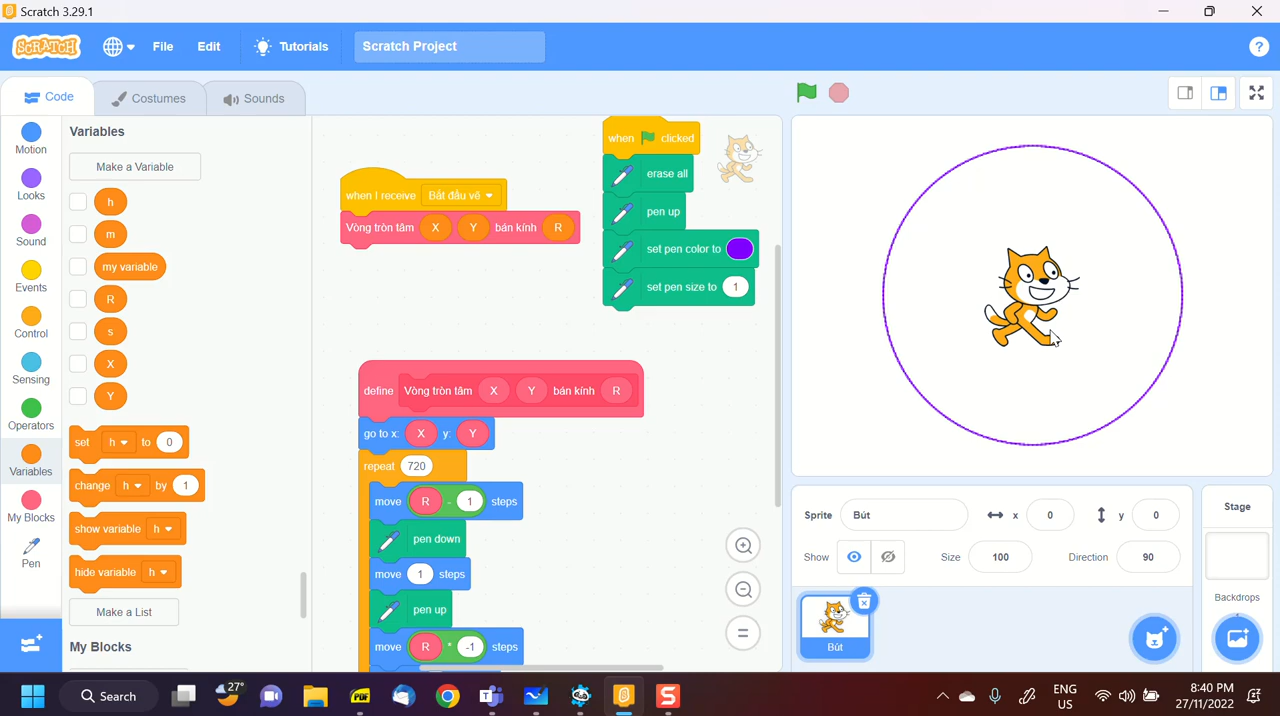 Scratch 3.29.1
SCRATCH
File
Edit
Tutorials
Scratch Project
?
Code
Costumes
Sounds
Motion
Looks
Sound
Events
Control
Sensing
Operators
Variables
My Blocks
Pen
Variables
Make a Variable
h
m
my variable
R
s
X
Y
set h to 0
change h by 1
show variable h
hide variable h
Make a List
My Blocks
when I receive Bắt đầu vẽ
Vòng tròn tâm X Y bán kính R
when clicked
erase all
pen up
set pen color to
set pen size to 1
define Vòng tròn tâm X Y bán kính R
go to x: X y: Y
repeat 720
move R - 1 steps
pen down
move 1 steps
pen up
move R * -1 steps
Sprite Bút x 0 y 0
Show Size 100 Direction 90
Bút
Stage
Backdrops
Search
27°
PDF
ENG
US
8:40 PM
27/11/2022